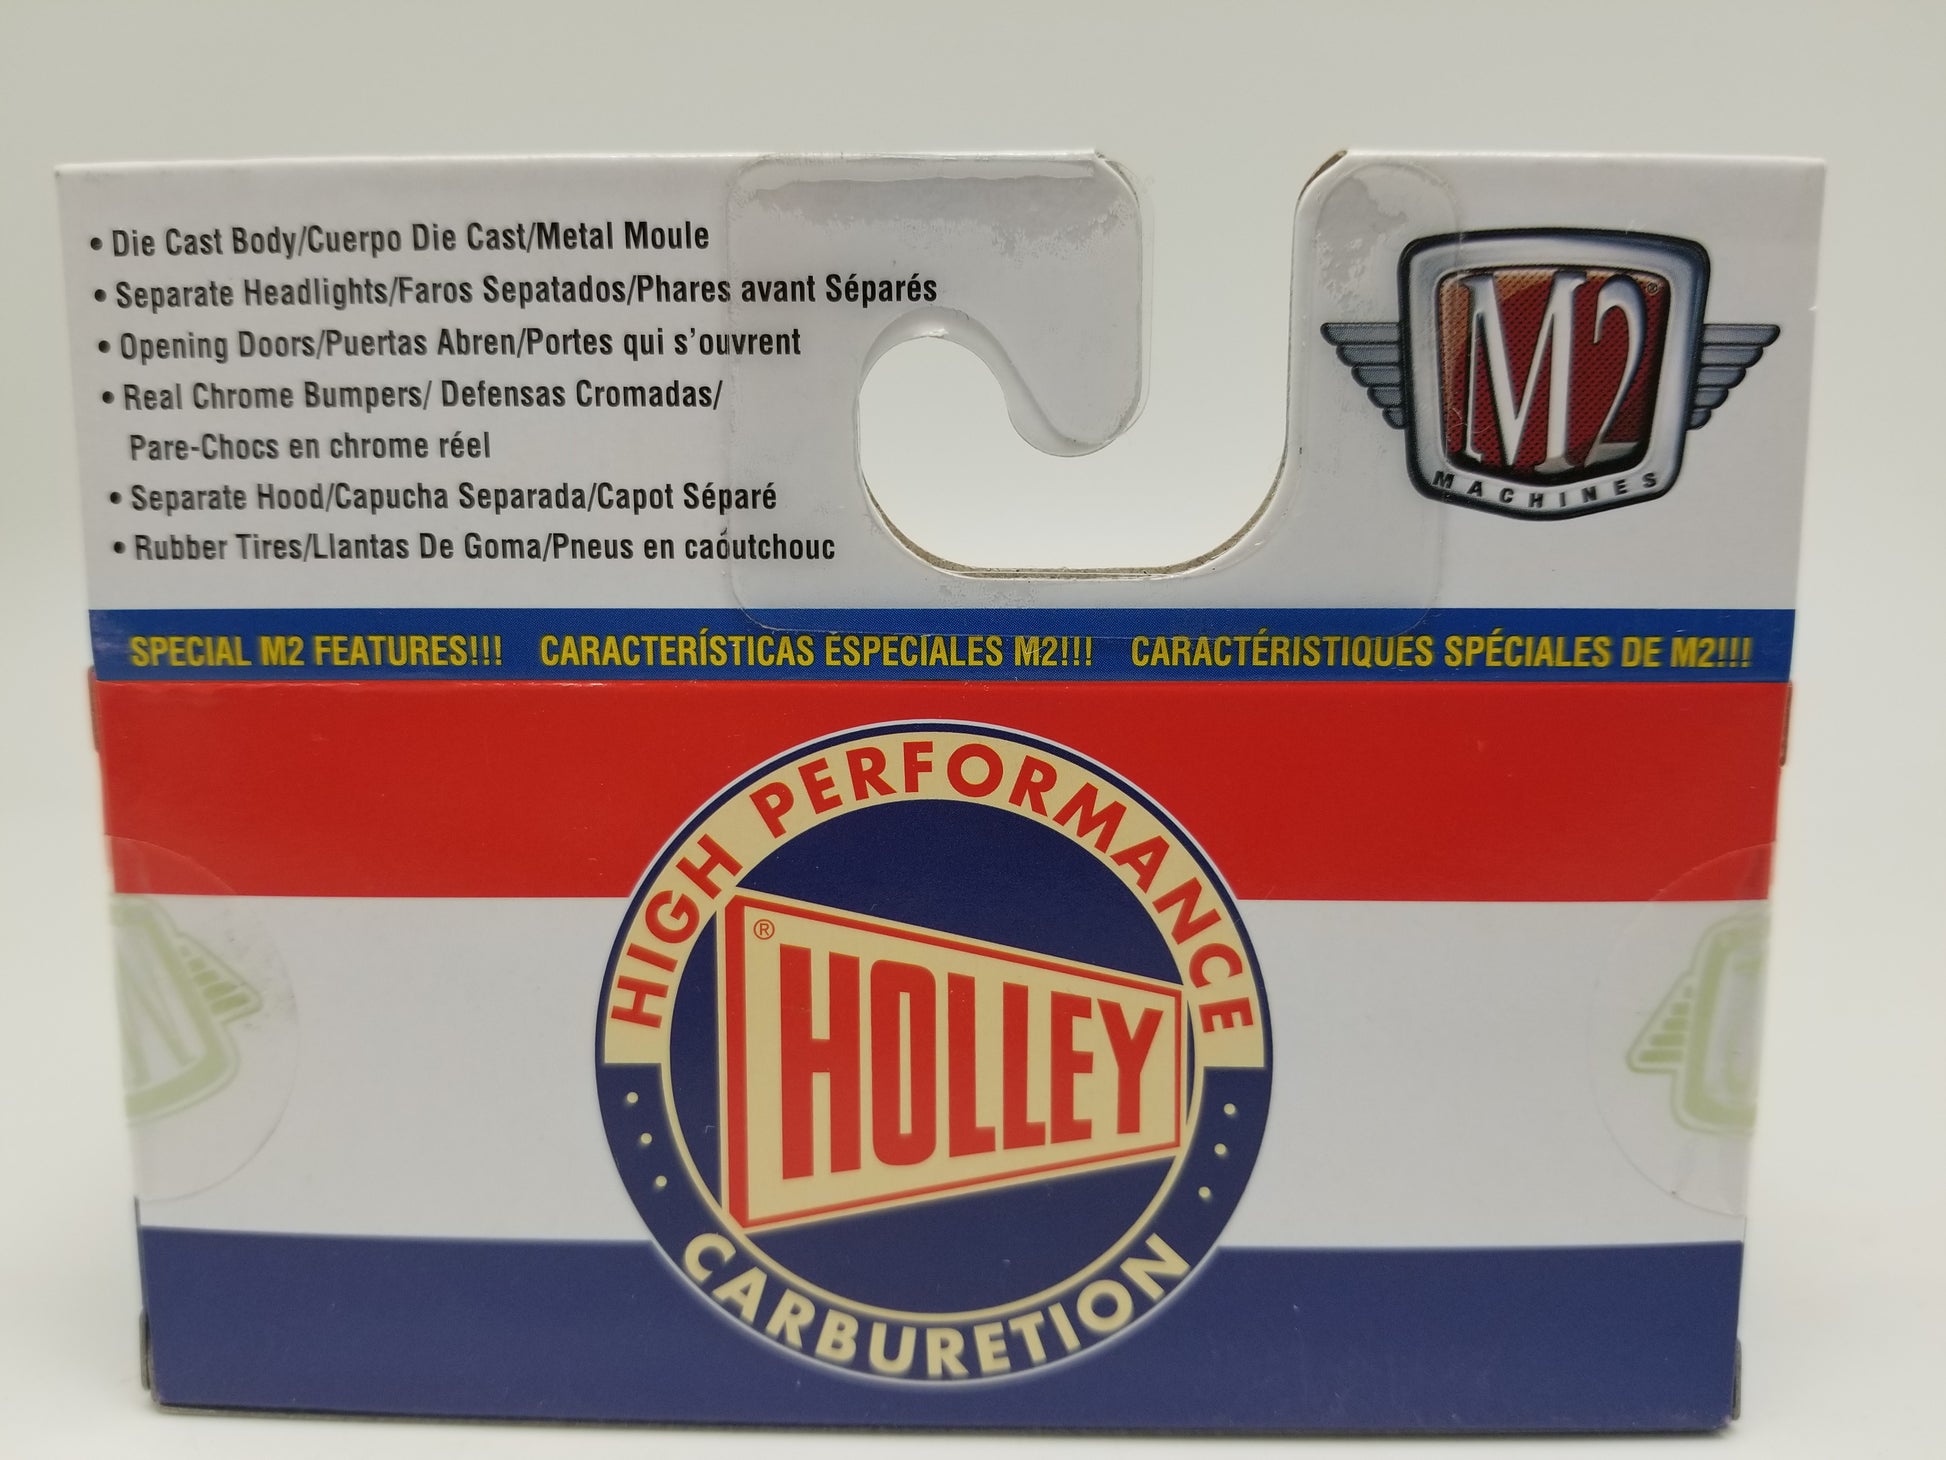 • Die Cast Body/Cuerpo Die Cast/Metal Moule
• Separate Headlights/Faros Sepatados/Phares avant Séparés
• Opening Doors/Puertas Abren/Portes qui s'ouvrent
• Real Chrome Bumpers/ Defensas Cromadas/
Pare-Chocs en chrome réel
• Separate Hood/Capucha Separada/Capot Séparé
• Rubber Tires/Llantas De Goma/Pneus en caoutchouc
M2®
MACHINES
SPECIAL M2 FEATURES!!! CARACTERÍSTICAS ESPECIALES M2!!! CARACTÉRISTIQUES SPÉCIALES DE M2!!!
HIGH PERFORMANCE
® HOLLEY
CARBURETION